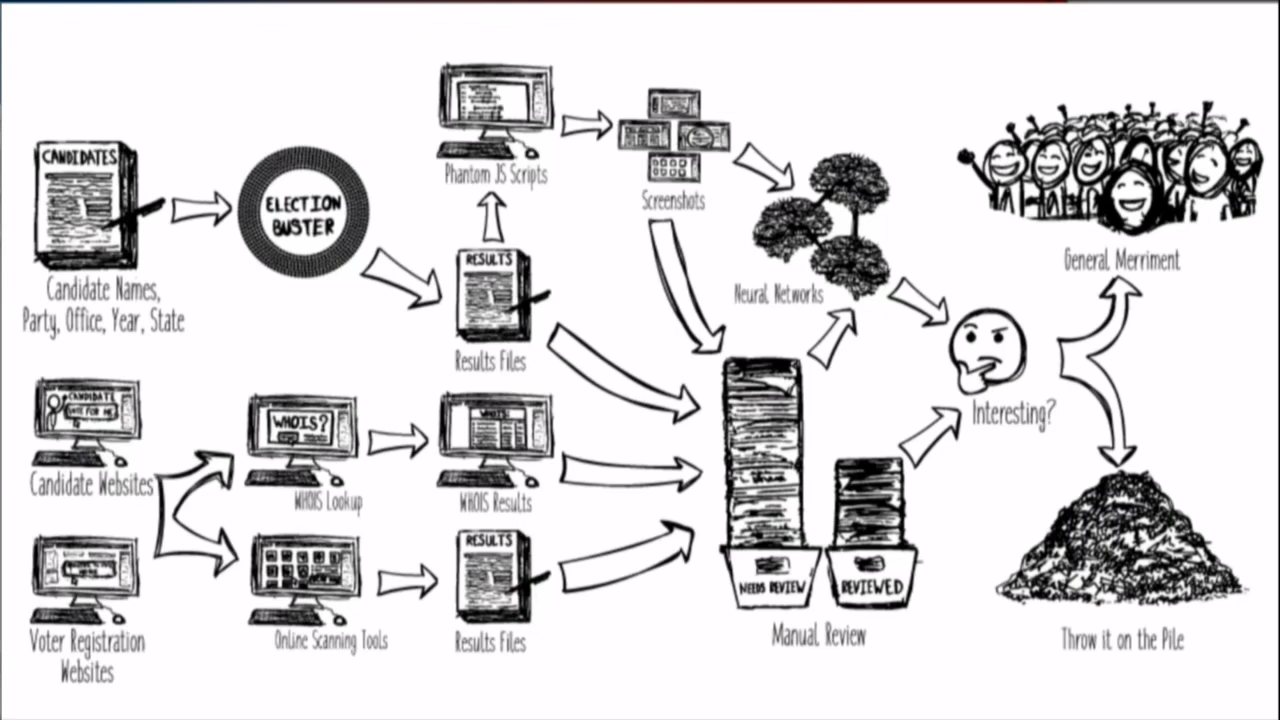 CANDIDATES
Candidate Names,
Party, Office, Year, State
ELECTION
BUSTER
Phantom JS Scripts
Screenshots
RESULTS
Results Files
Neural Networks
General Merriment
Interesting?
CANDIDATE
VOTE FOR ME
Candidate Websites
WHOIS?
WHOIS Lookup
WHOIS
WHOIS Results
Voter Registration
Websites
Online Scanning Tools
RESULTS
Results Files
NEEDS REVIEW
REVIEWED
Manual Review
Throw it on the Pile